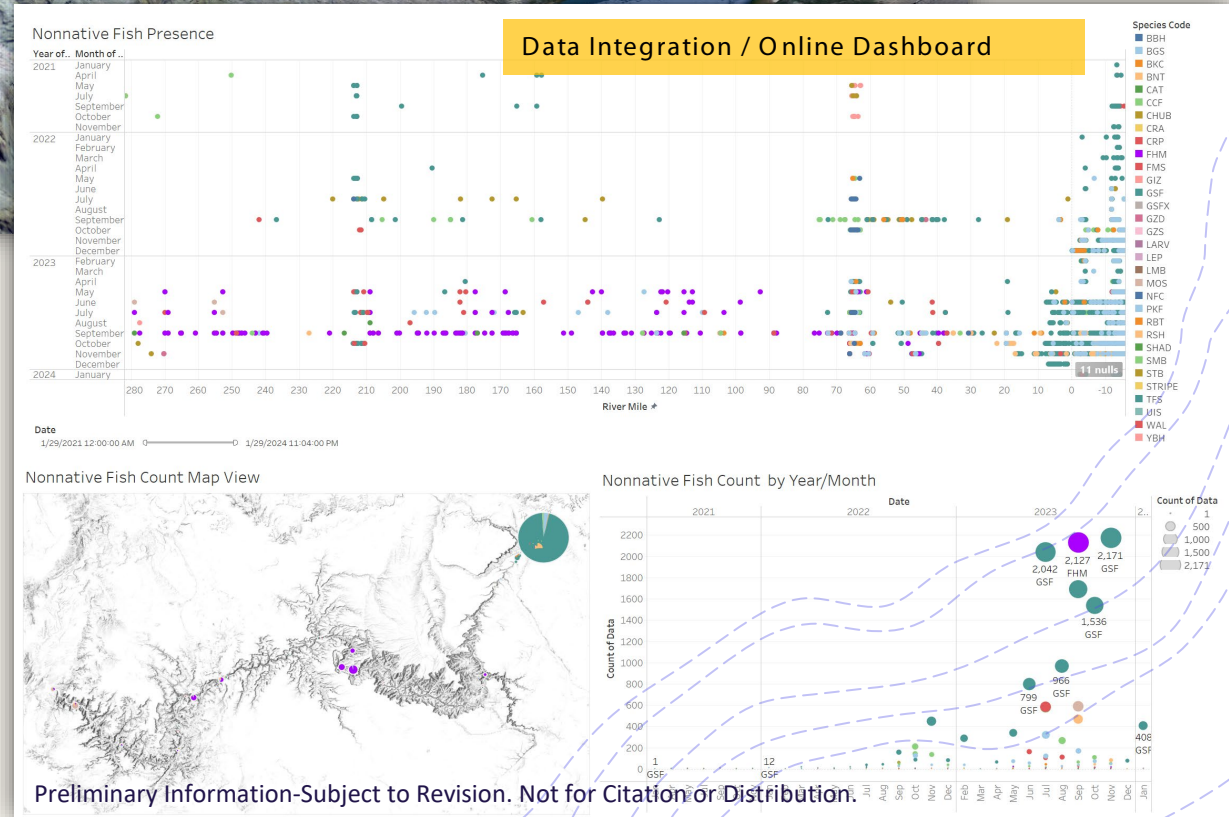 Data Integration / Online Dashboard
Nonnative Fish Presence
Year of.. Month of ..
2021
January
April
May
July
September
October
November
2022
January
February
March
April
May
June
July
August
September
October
November
December
2023
February
March
April
May
June
July
August
September
October
November
December
2024
January
11 nulls
280 270 260 250 240 230 220 210 200 190 180 170 160 150 140 130 120 110 100 90 80 70 60 50 40 30 20 10 0 -10
River Mile
Species Code
BBH
BGS
BKC
BNT
CAT
CCF
CHUB
CRA
CRP
FHM
FMS
GIZ
GSF
GSFX
GZD
GZS
LARV
LEP
LMB
MOS
NFC
PKF
RBT
RSH
SHAD
SMB
STB
STRIPE
TFS
UIS
WAL
YBH
Date
1/29/2021 12:00:00 AM 1/29/2024 11:04:00 PM
Nonnative Fish Count Map View
Nonnative Fish Count by Year/Month
Date
2021 2022 2023 2..
Count of Data
2200
2000
1800
1600
1400
1200
1000
800
600
400
200
0
2,042
GSF
2,127
FHM
2,171
GSF
1,536
GSF
966
GSF
799
GSF
408
GSF
1
GSF
12
GSF
Jul Aug Sep Oct Nov Dec Feb Mar Apr May Jun Jul Aug Sep Oct Nov Dec Jan
Count of Data
1
500
1,000
1,500
2,171
Preliminary Information-Subject to Revision. Not for Citation or Distribution.